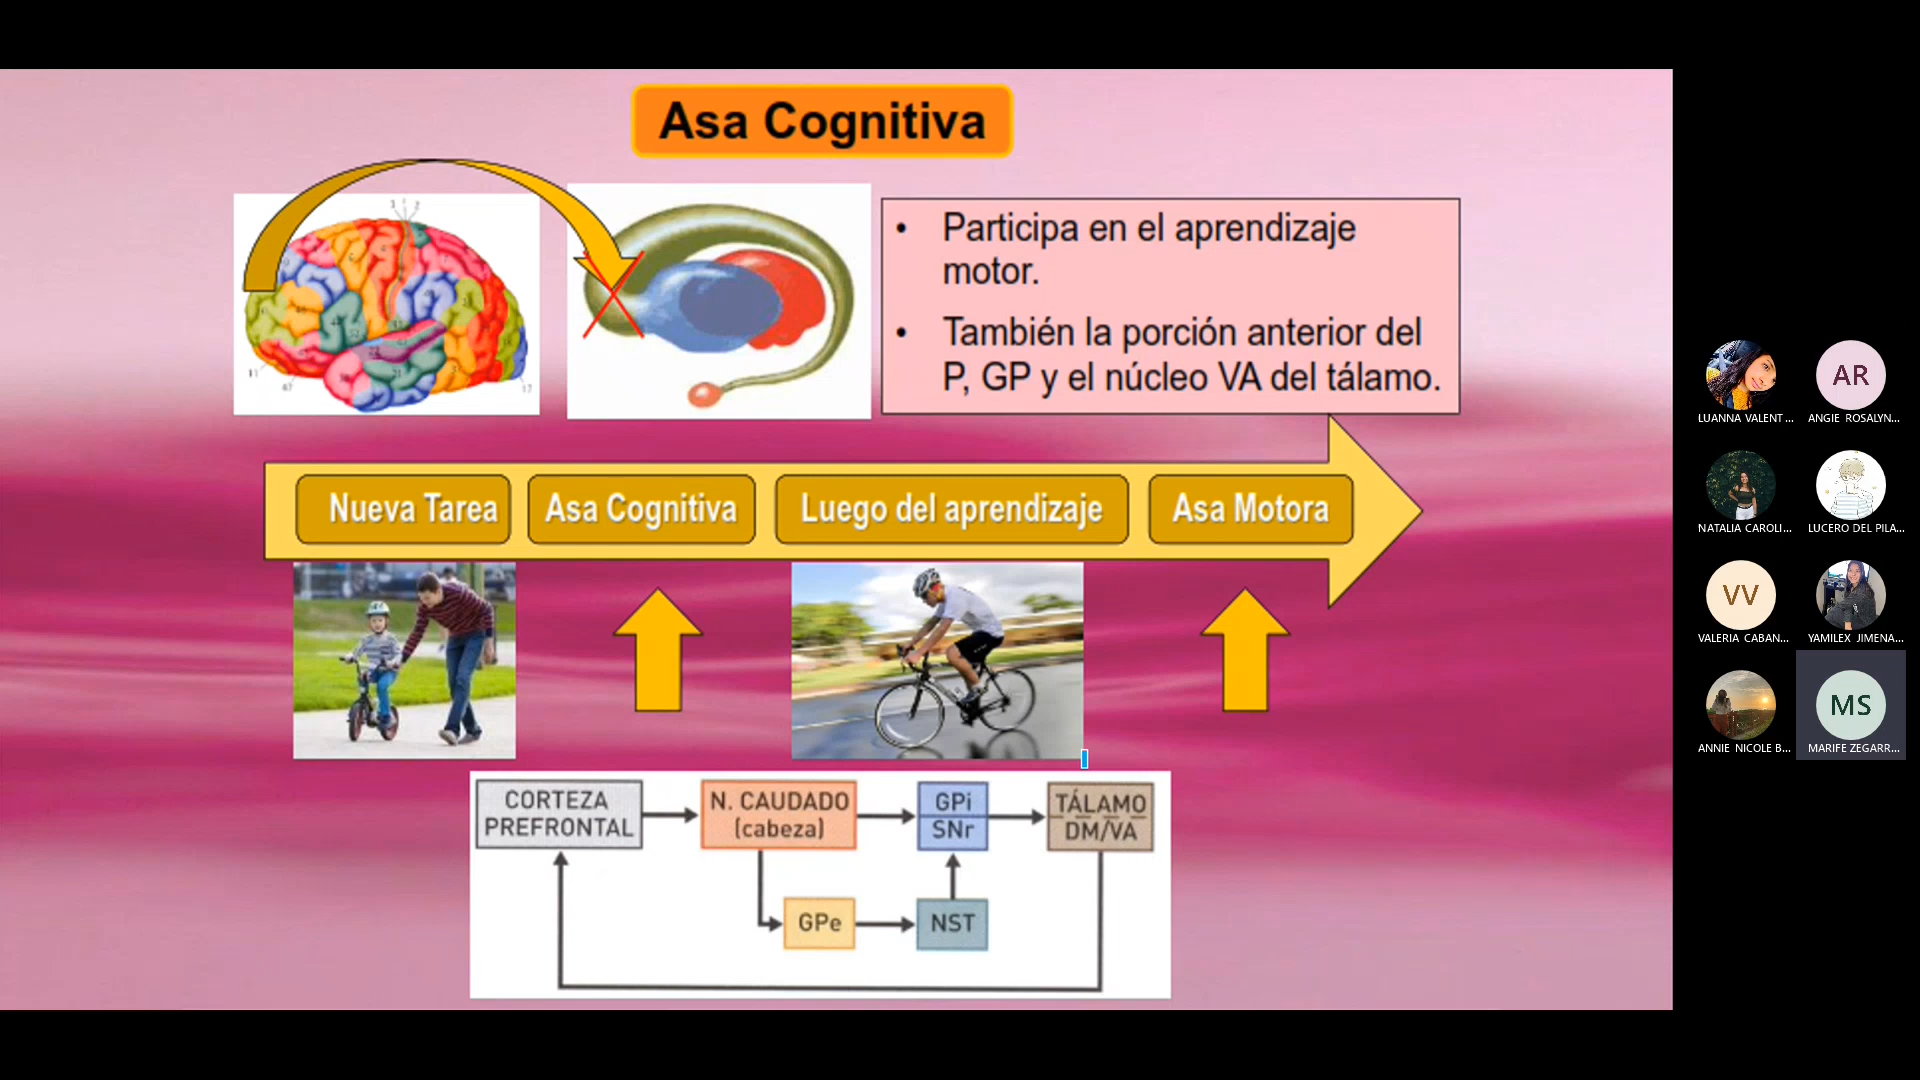 Asa Cognitiva
• Participa en el aprendizaje
motor.
• También la porción anterior del
P, GP y el núcleo VA del tálamo.
Nueva Tarea
Asa Cognitiva
Luego del aprendizaje
Asa Motora
CORTEZA
PREFRONTAL
N. CAUDADO
(cabeza)
GPi
SNr
TÁLAMO
DM/VA
GPe
NST
LUANNA VALENT...
AR
ANGIE ROSALYN...
NATALIA CAROLI...
LUCERO DEL PILA...
VV
VALERIA CABAN...
YAMILEX JIMENA...
ANNIE NICOLE B...
MS
MARIFE ZEGARR...